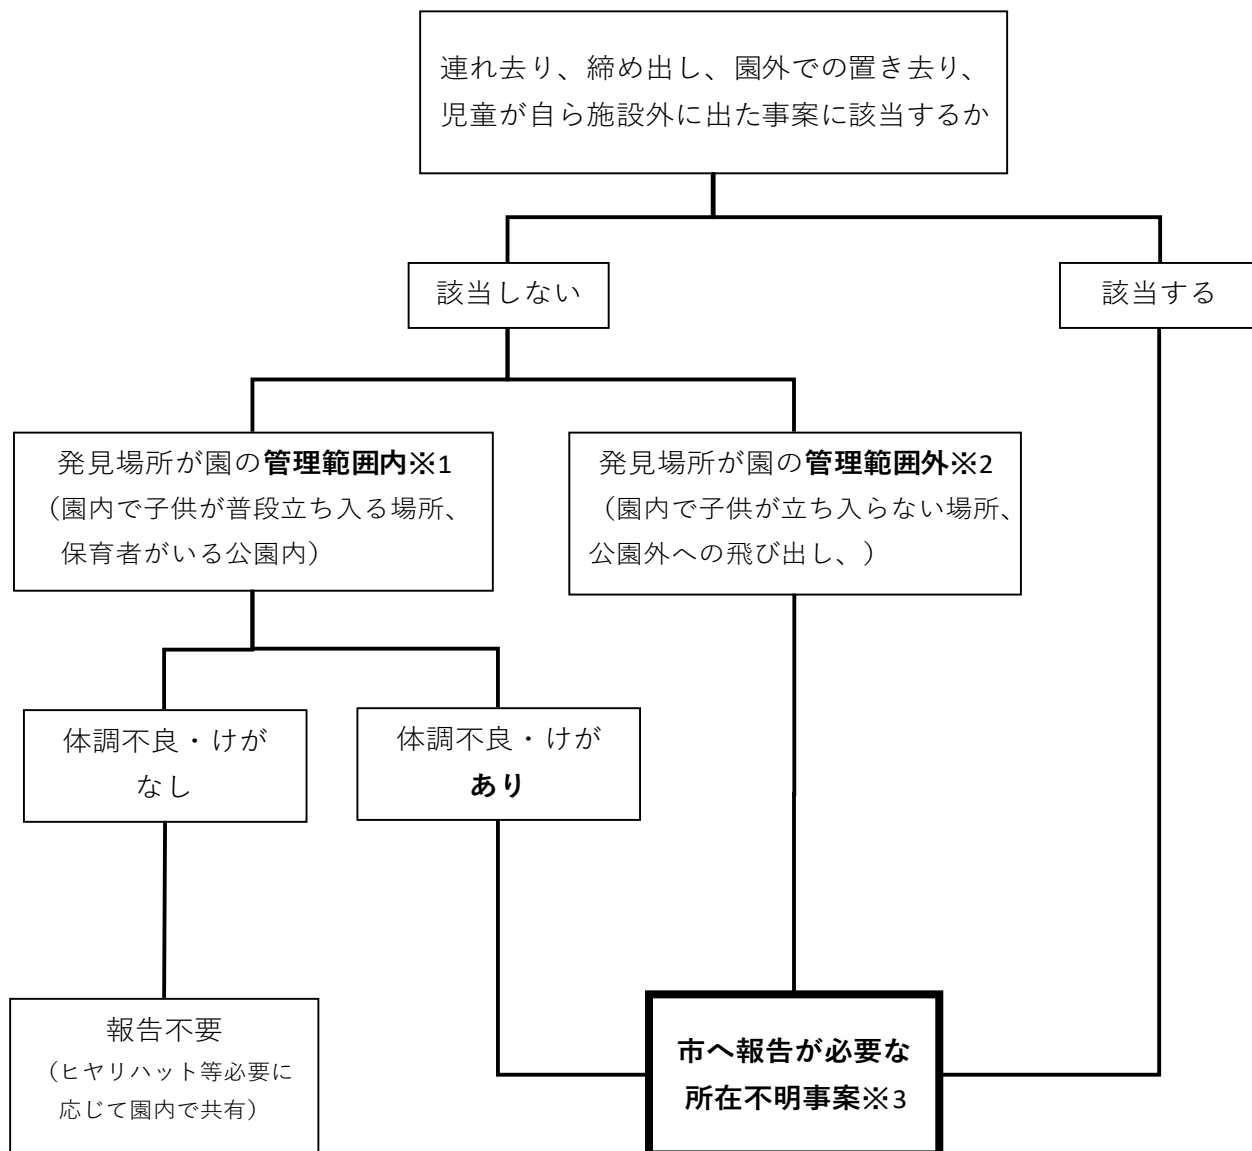 連れ去り、締め出し、園外での置き去り、
児童が自ら施設外に出た事案に該当するか
該当しない
該当する
発見場所が園の管理範囲内※1
（園内で子供が普段立ち入る場所、
保育者がいる公園内）
発見場所が園の管理範囲外※2
（園内で子供が立ち入らない場所、
公園外への飛び出し、）
体調不良・けが
なし
体調不良・けが
あり
報告不要
（ヒヤリハット等必要に
応じて園内で共有）
市へ報告が必要な
所在不明事案※3